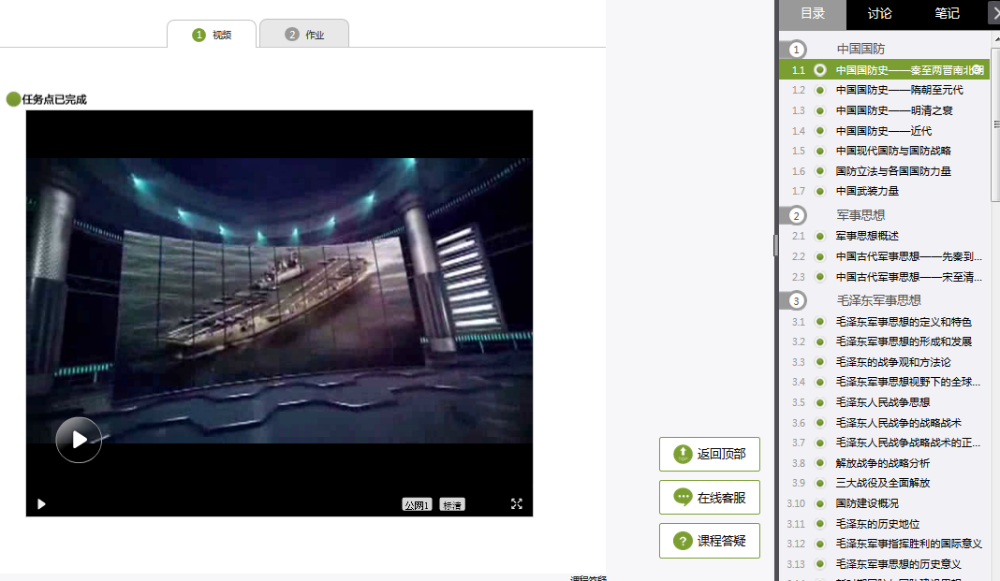 1 视频
2 作业
任务点已完成
公网1 标清
返回顶部
在线客服
? 课程答疑
课程答疑
目录 讨论 笔记
1 中国国防
1.1 中国国防史——秦至两晋南北朝
1.2 中国国防史——隋朝至元代
1.3 中国国防史——明清之衰
1.4 中国国防史——近代
1.5 中国现代国防与国防战略
1.6 国防立法与各国国防力量
1.7 中国武装力量
2 军事思想
2.1 军事思想概述
2.2 中国古代军事思想——先秦到...
2.3 中国古代军事思想——宋至清...
3 毛泽东军事思想
3.1 毛泽东军事思想的定义和特色
3.2 毛泽东军事思想的形成和发展
3.3 毛泽东的战争观和方法论
3.4 毛泽东军事思想视野下的全球...
3.5 毛泽东人民战争思想
3.6 毛泽东人民战争的战略战术
3.7 毛泽东人民战争战略战术的正...
3.8 解放战争的战略分析
3.9 三大战役及全面解放
3.10 国防建设概况
3.11 毛泽东的历史地位
3.12 毛泽东军事指挥胜利的国际意义
3.13 毛泽东军事思想的历史意义